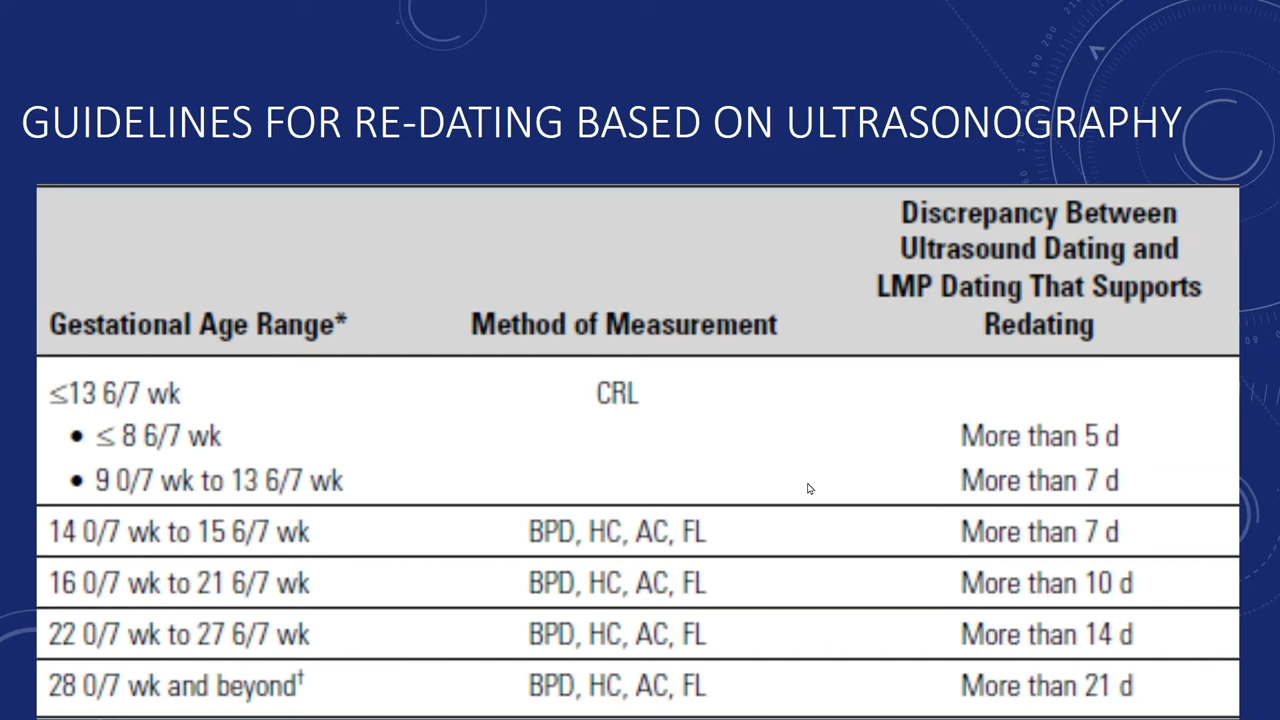 GUIDELINES FOR RE-DATING BASED ON ULTRASONOGRAPHY
Discrepancy Between
Ultrasound Dating and
LMP Dating That Supports
Gestational Age Range* Method of Measurement Redating
≤13 6/7 wk CRL
• ≤ 8 6/7 wk More than 5 d
• 9 0/7 wk to 13 6/7 wk More than 7 d
14 0/7 wk to 15 6/7 wk BPD, HC, AC, FL More than 7 d
16 0/7 wk to 21 6/7 wk BPD, HC, AC, FL More than 10 d
22 0/7 wk to 27 6/7 wk BPD, HC, AC, FL More than 14 d
28 0/7 wk and beyond† BPD, HC, AC, FL More than 21 d
210
200
190
160
80